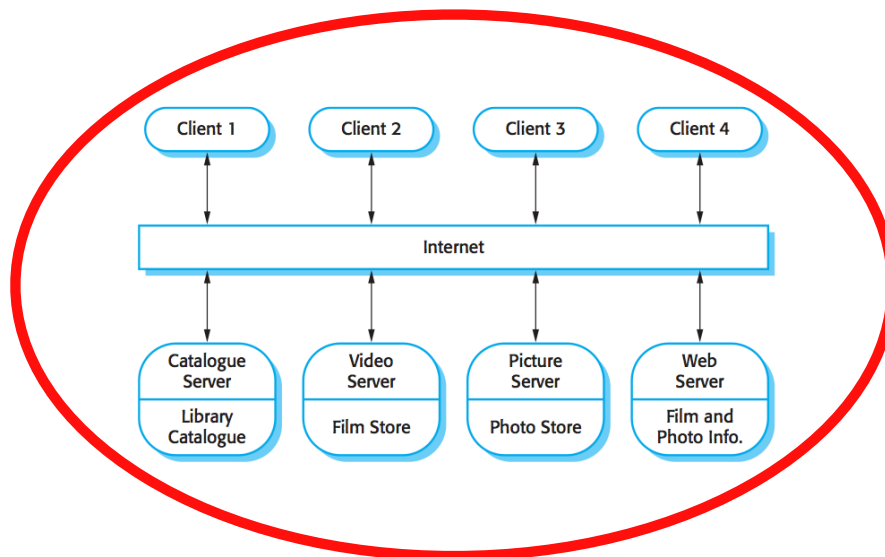 Client 1
Client 2
Client 3
Client 4
Internet
Catalogue
Server
Library
Catalogue
Video
Server
Film Store
Picture
Server
Photo Store
Web
Server
Film and
Photo Info.